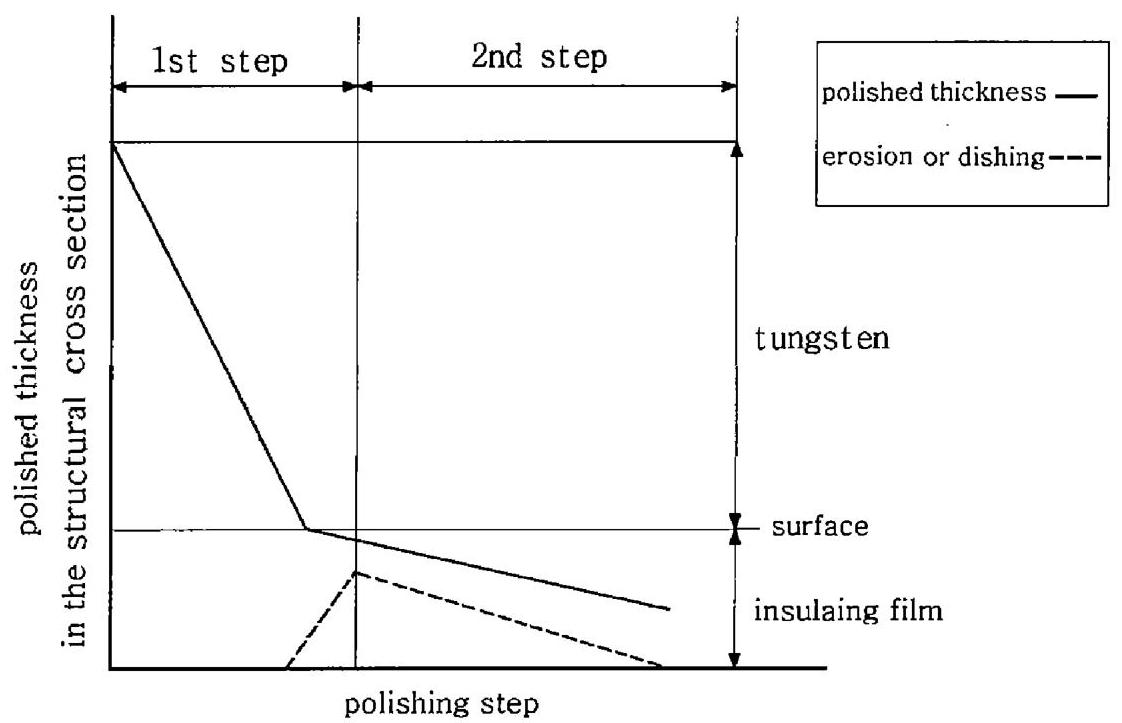 1st step
2nd step
polished thickness
erosion or dishing
polished thickness
in the structural cross section
tungsten
surface
insulaing film
polishing step